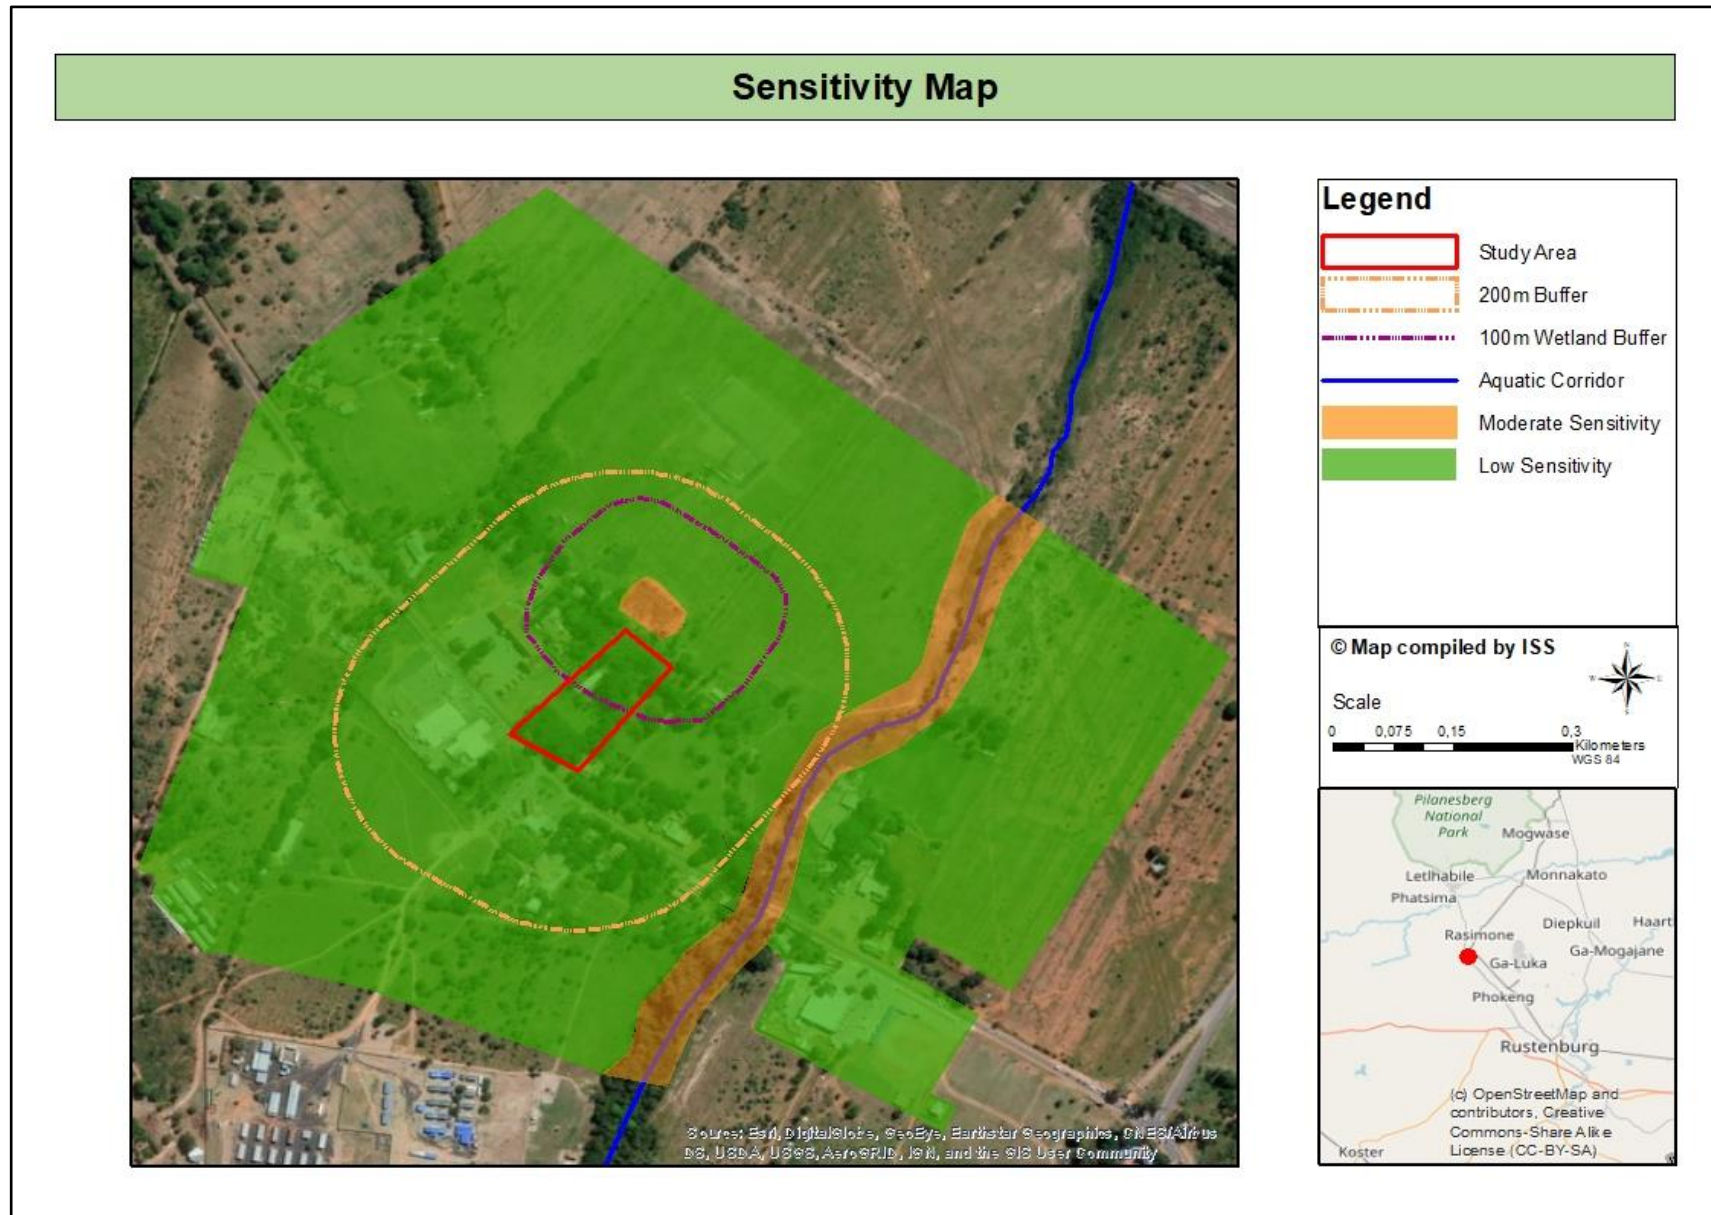 Sensitivity Map
Legend
Study Area
200m Buffer
100m Wetland Buffer
Aquatic Corridor
Moderate Sensitivity
Low Sensitivity
© Map compiled by ISS
N
W E
S
Scale
0 0,075 0,15 0,3
Kilometers
WGS 84
Pilanesberg
National
Park
Mogwase
Letlhabile
Monnakato
Phatsima
Diepkuil
Haart
Rasimone
Ga-Mogajane
Ga-Luka
Phokeng
Rustenburg
(c) OpenStreetMap and
contributors, Creative
Commons-Share Alike
License (CC-BY-SA)
Koster
Source: Esri, DigitalGlobe, GeoEye, Earthstar Geographics, CNES/Airbus
DS, USDA, USGS, AeroGRID, IGN, and the GIS User Community